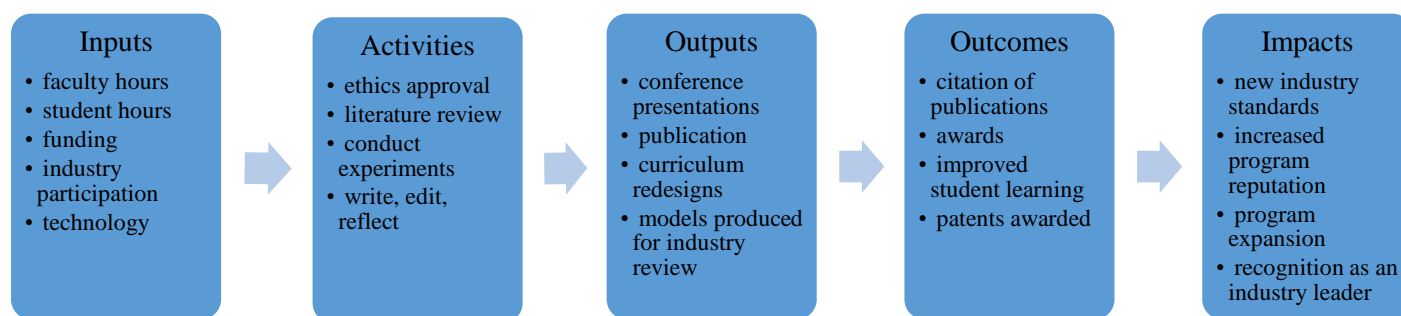 Inputs
• faculty hours
• student hours
• funding
• industry
participation
• technology
Activities
• ethics approval
• literature review
• conduct
experiments
• write, edit,
reflect
Outputs
• conference
presentations
• publication
• curriculum
redesigns
• models produced
for industry
review
Outcomes
• citation of
publications
• awards
• improved
student learning
• patents awarded
Impacts
• new industry
standards
• increased
program
reputation
• program
expansion
• recognition as an
industry leader